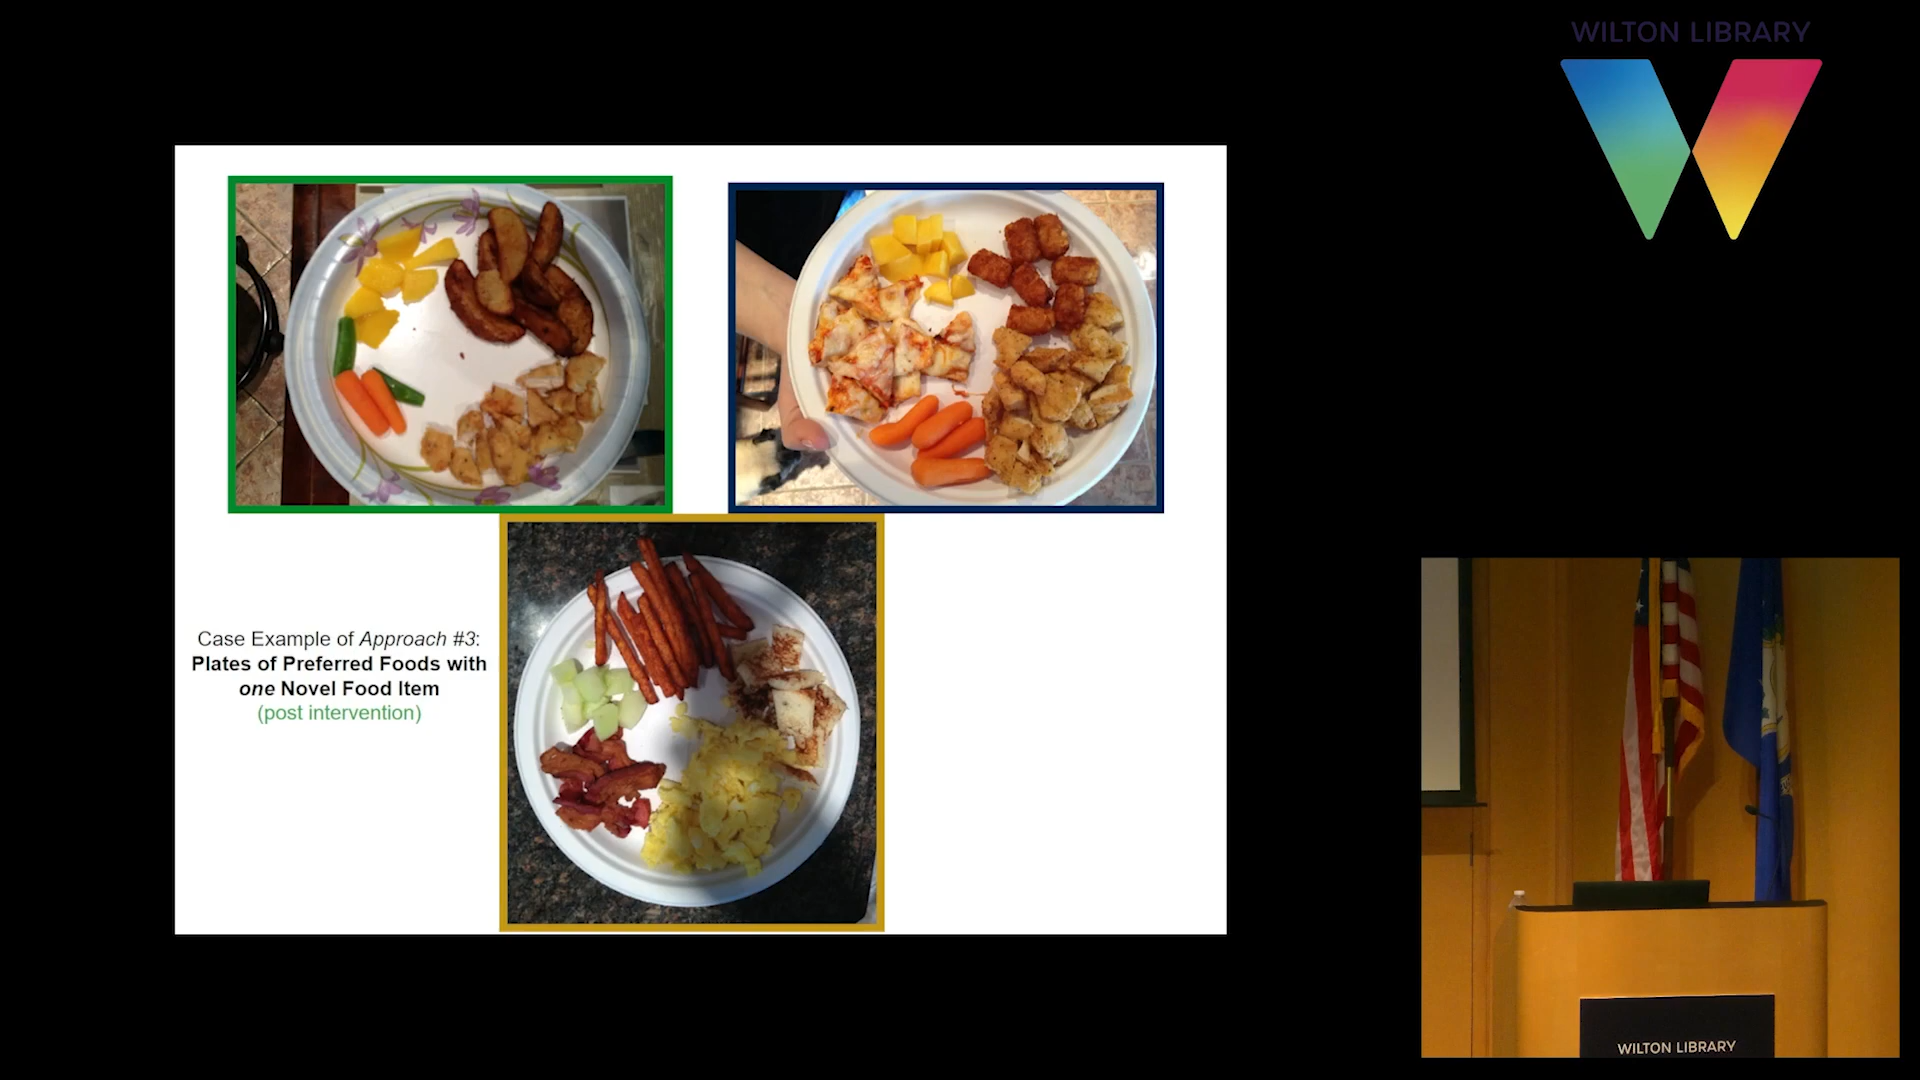 WILTON LIBRARY
Case Example of Approach #3:
Plates of Preferred Foods with
one Novel Food Item
(post intervention)
WILTON LIBRARY